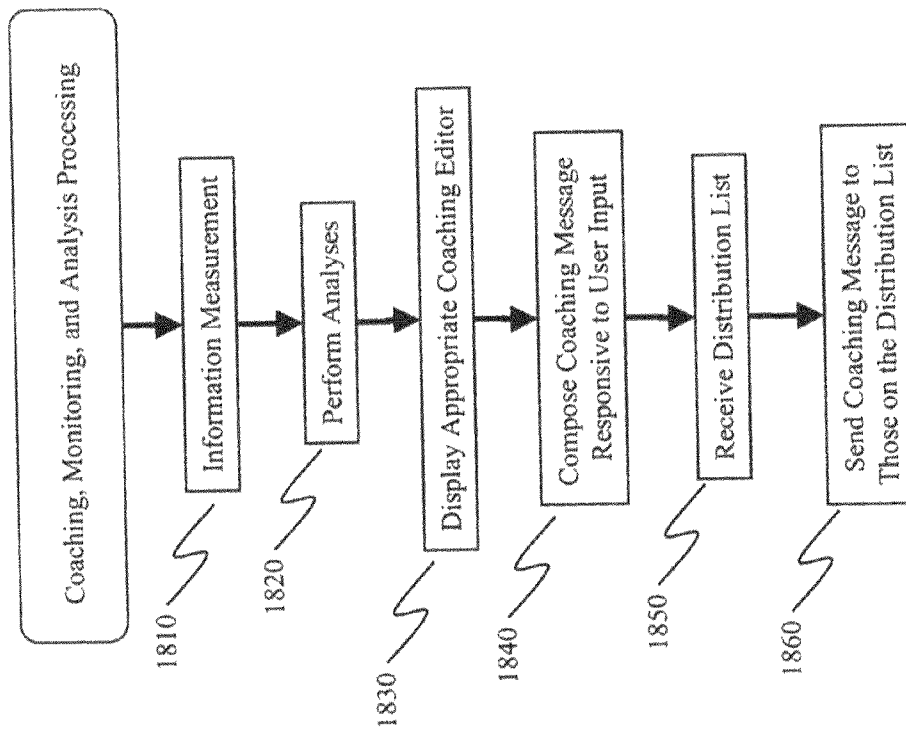 Coaching, Monitoring, and Analysis Processing
1810
Information Measurement
1820
Perform Analyses
1830
Display Appropriate Coaching Editor
1840
Compose Coaching Message
Responsive to User Input
1850
Receive Distribution List
1860
Send Coaching Message to
Those on the Distribution List